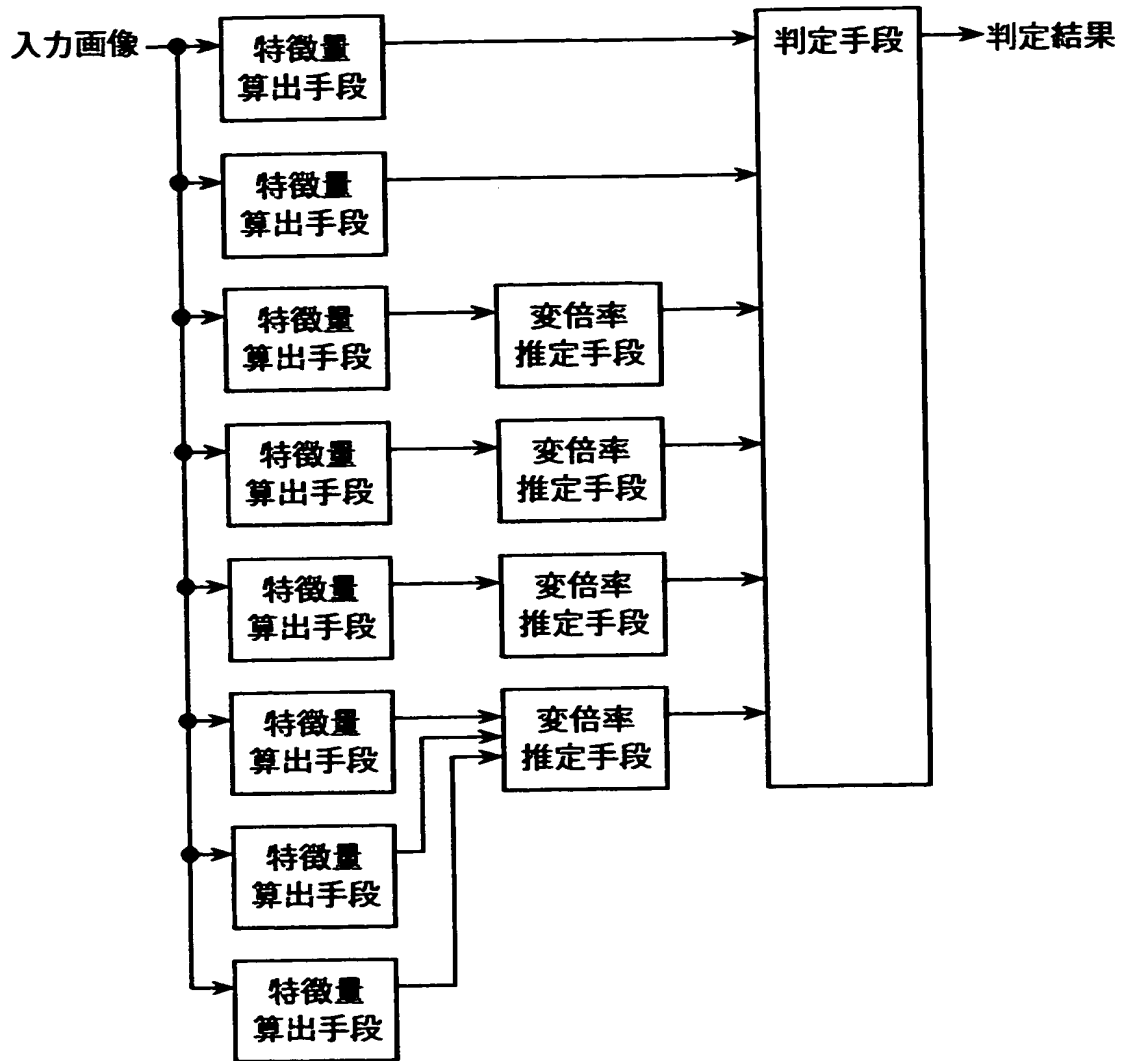 入力画像
特徴量
算出手段
判定手段
判定結果
特徴量
算出手段
特徴量
算出手段
変倍率
推定手段
特徴量
算出手段
変倍率
推定手段
特徴量
算出手段
変倍率
推定手段
特徴量
算出手段
変倍率
推定手段
特徴量
算出手段
特徴量
算出手段